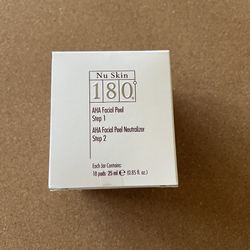 Nu Skin
180°
AHA Facial Peel
Step 1
AHA Facial Peel Neutralizer
Step 2
Each Jar Contains:
18 pads 25 ml ℮ (0.85 fl. oz.)